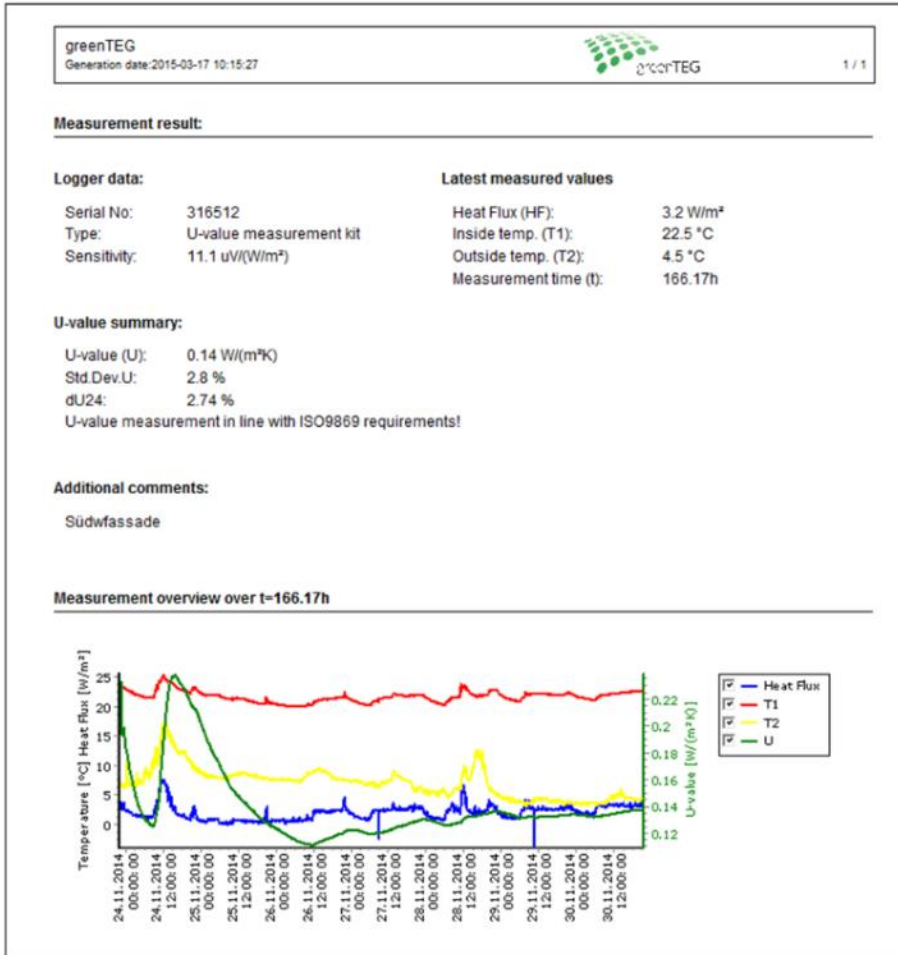 greenTEG
Generation date:2015-03-17 10:15:27
greenTEG
1 / 1
Measurement result:
Logger data:
Serial No: 316512
Type: U-value measurement kit
Sensitivity: 11.1 uV/(W/m²)
Latest measured values
Heat Flux (HF): 3.2 W/m²
Inside temp. (T1): 22.5 °C
Outside temp. (T2): 4.5 °C
Measurement time (t): 166.17h
U-value summary:
U-value (U): 0.14 W/(m²K)
Std.Dev.U: 2.8 %
dU24: 2.74 %
U-value measurement in line with ISO9869 requirements!
Additional comments:
Südwfassade
Measurement overview over t=166.17h
Temperature [°C] Heat Flux [W/m²]
25
20
15
10
5
0
24.11.2014 00:00:00
24.11.2014 12:00:00
25.11.2014 00:00:00
25.11.2014 12:00:00
26.11.2014 00:00:00
26.11.2014 12:00:00
27.11.2014 00:00:00
27.11.2014 12:00:00
28.11.2014 00:00:00
28.11.2014 12:00:00
29.11.2014 00:00:00
29.11.2014 12:00:00
30.11.2014 00:00:00
30.11.2014 12:00:00
0.22
0.2
0.18
0.16
0.14
0.12
U-value [W/(m²K)]
Heat Flux
T1
T2
U